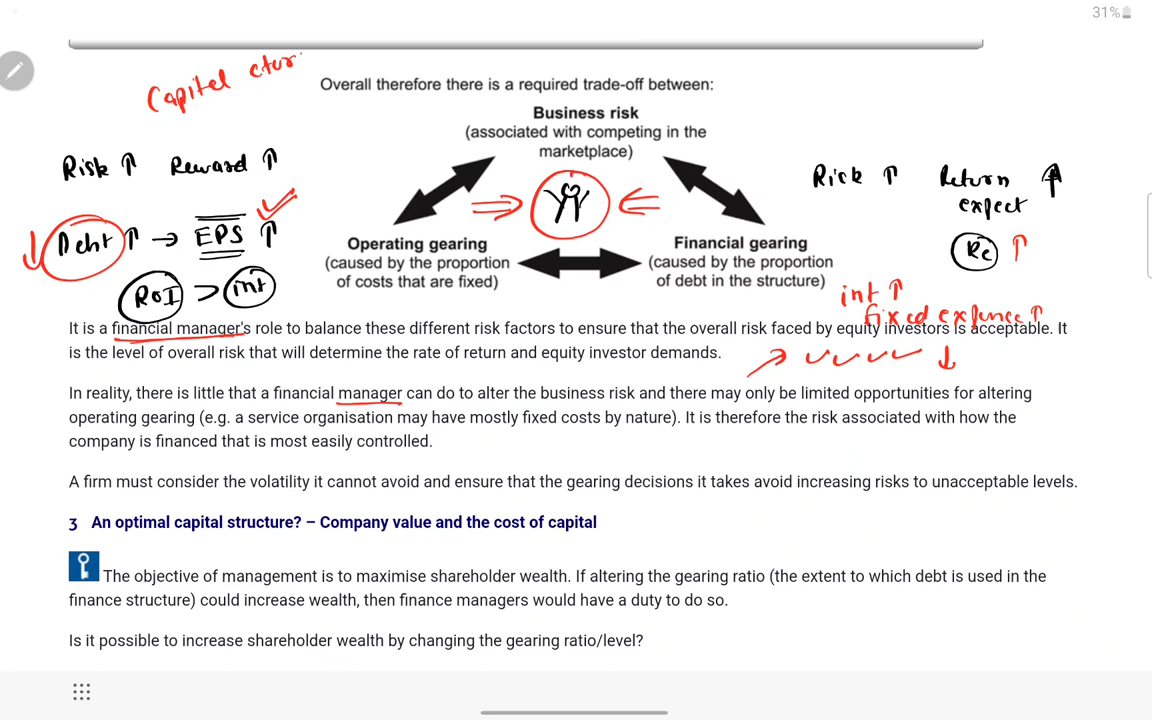 31%
Capital ctur
Overall therefore there is a required trade-off between:
Business risk
(associated with competing in the
marketplace)
Risk ↑ Reward ↑
Risk ↑ Return ↑
expect
Debt ↑ → EPS ↑
Operating gearing
(caused by the proportion
of costs that are fixed)
Financial gearing
(caused by the proportion
of debt in the structure)
Re ↑
ROI > int
int ↑
fixed expence ↑
It is a financial manager's role to balance these different risk factors to ensure that the overall risk faced by equity investors is acceptable. It
is the level of overall risk that will determine the rate of return and equity investor demands.
In reality, there is little that a financial manager can do to alter the business risk and there may only be limited opportunities for altering
operating gearing (e.g. a service organisation may have mostly fixed costs by nature). It is therefore the risk associated with how the
company is financed that is most easily controlled.
A firm must consider the volatility it cannot avoid and ensure that the gearing decisions it takes avoid increasing risks to unacceptable levels.
3 An optimal capital structure? – Company value and the cost of capital
The objective of management is to maximise shareholder wealth. If altering the gearing ratio (the extent to which debt is used in the
finance structure) could increase wealth, then finance managers would have a duty to do so.
Is it possible to increase shareholder wealth by changing the gearing ratio/level?